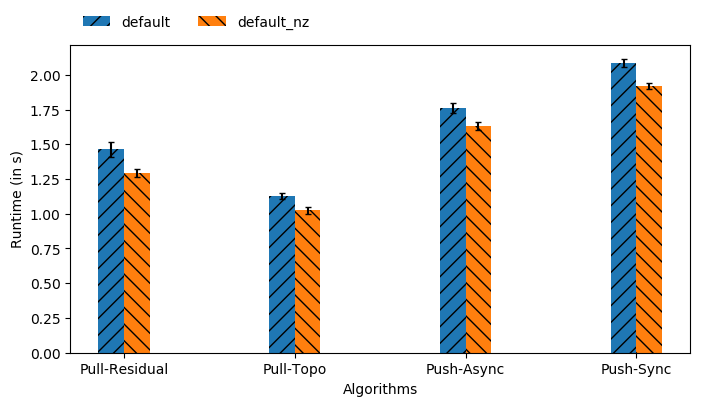 default default_nz
Runtime (in s)
2.00
1.75
1.50
1.25
1.00
0.75
0.50
0.25
0.00
Pull-Residual Pull-Topo Push-Async Push-Sync
Algorithms